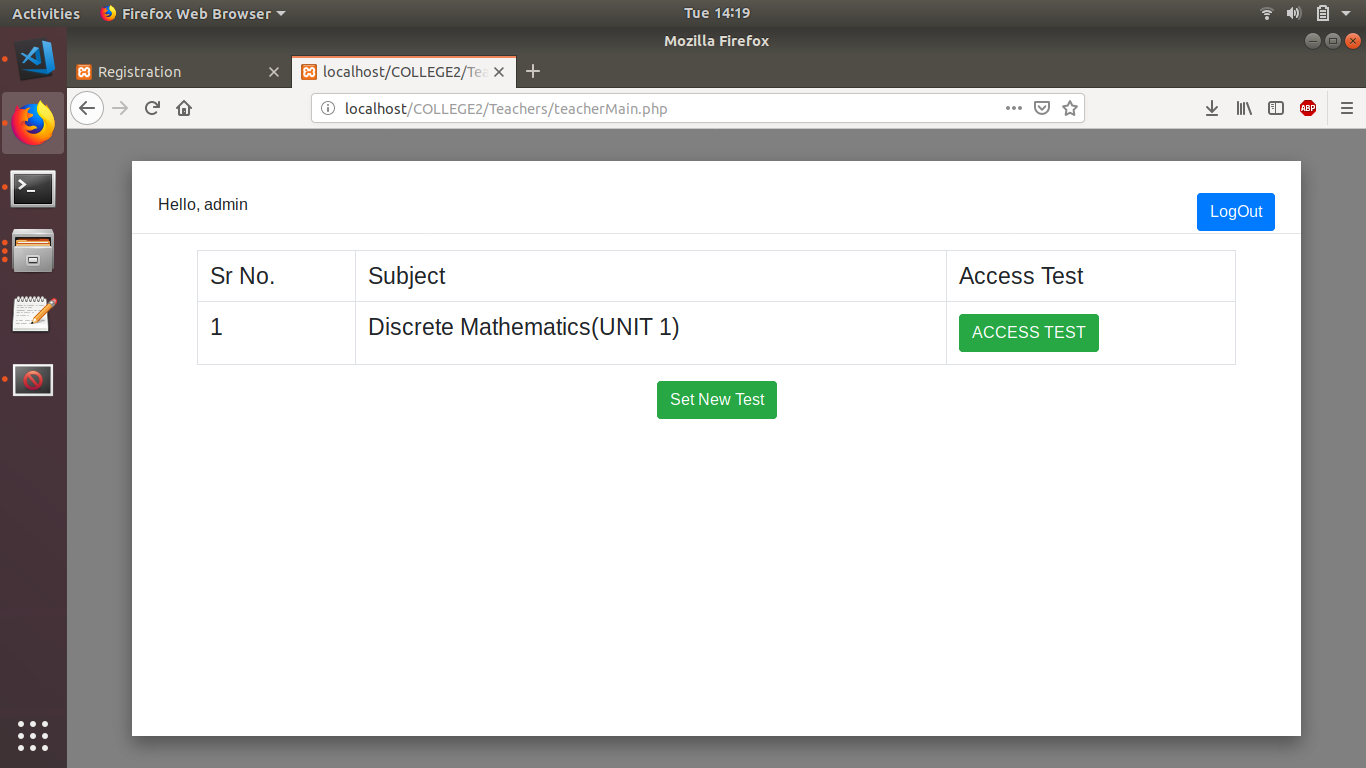 Activities Firefox Web Browser Tue 14:19
Mozilla Firefox
Registration localhost/COLLEGE2/Tea
localhost/COLLEGE2/Teachers/teacherMain.php ABP
Hello, admin LogOut
Sr No. Subject Access Test
1 Discrete Mathematics(UNIT 1) ACCESS TEST
Set New Test